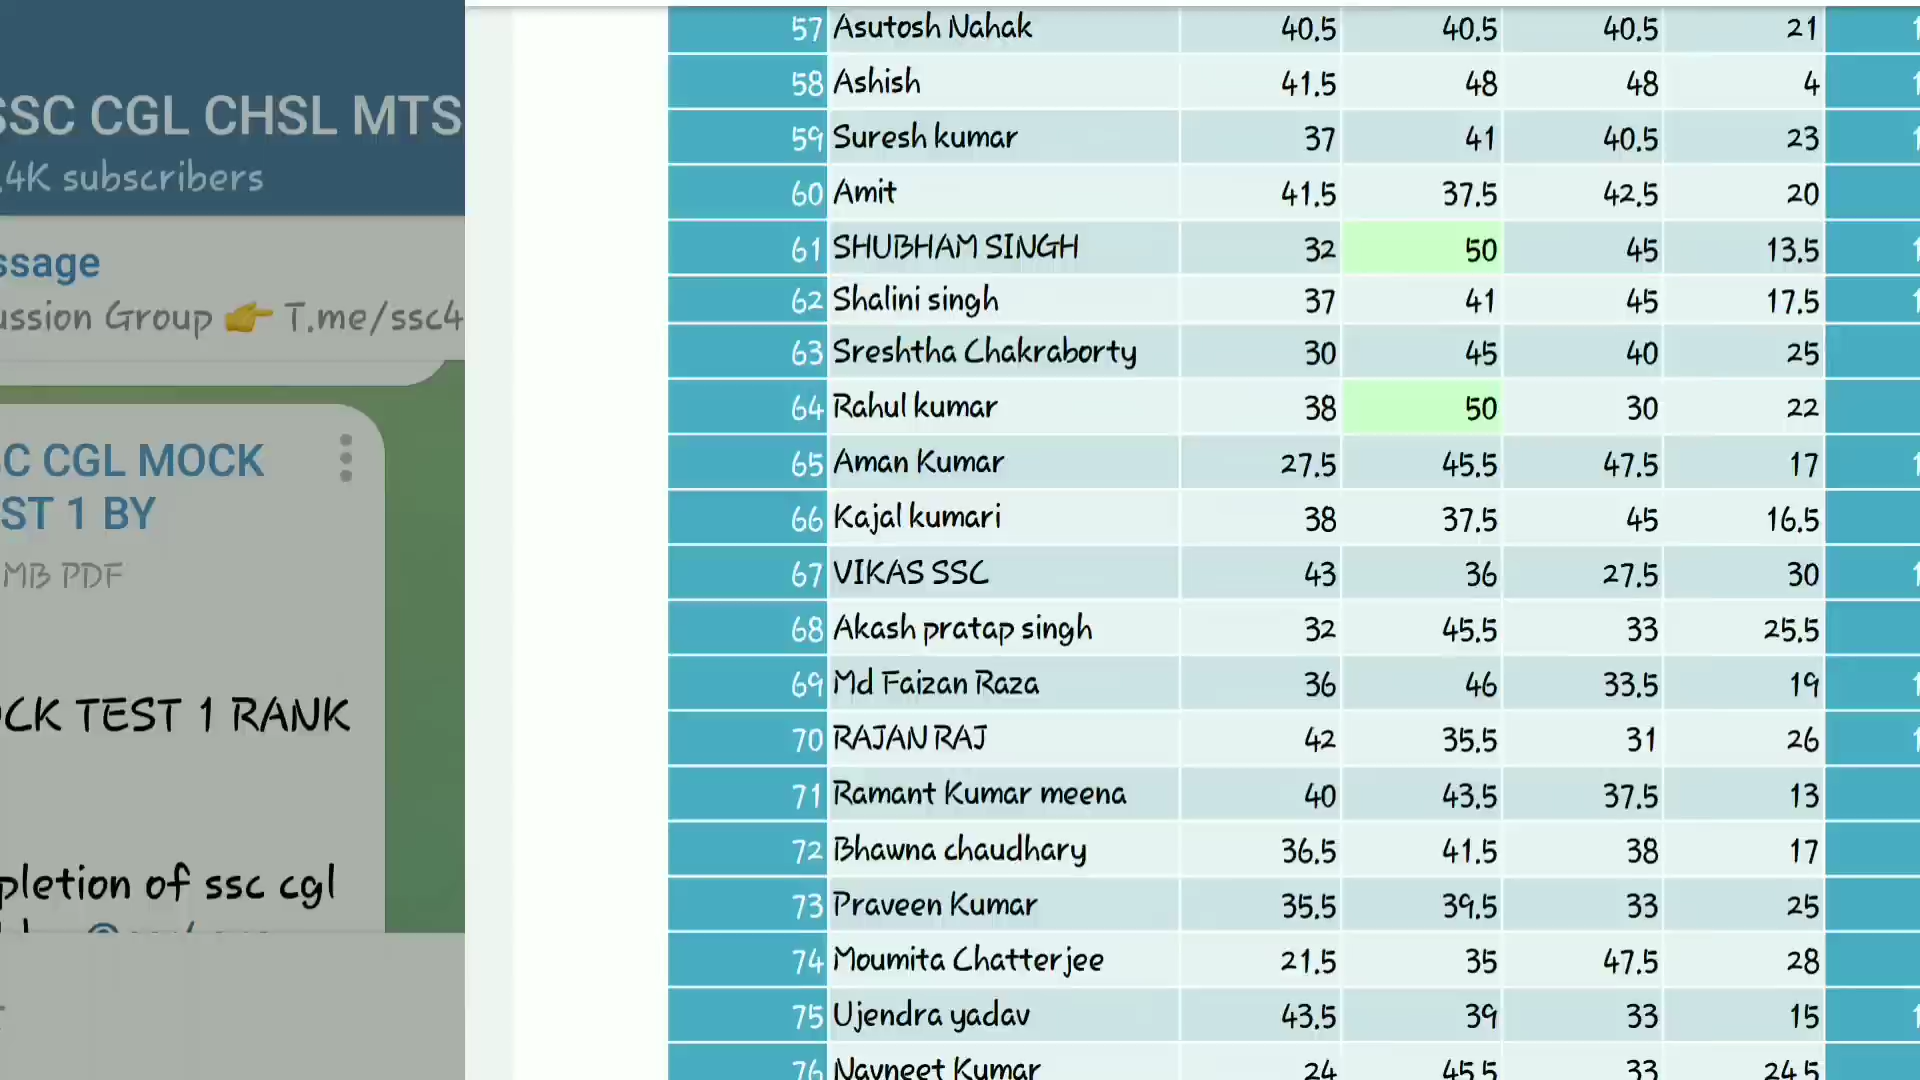 SSC CGL CHSL MTS
.4K subscribers
ssage
ussion Group 👉 T.me/ssc4
C CGL MOCK
ST 1 BY
MB PDF
CK TEST 1 RANK
pletion of ssc cgl
57 Asutosh Nahak 40.5 40.5 40.5 21
58 Ashish 41.5 48 48 4
59 Suresh kumar 37 41 40.5 23
60 Amit 41.5 37.5 42.5 20
61 SHUBHAM SINGH 32 50 45 13.5
62 Shalini singh 37 41 45 17.5
63 Sreshtha Chakraborty 30 45 40 25
64 Rahul kumar 38 50 30 22
65 Aman Kumar 27.5 45.5 47.5 17
66 Kajal kumari 38 37.5 45 16.5
67 VIKAS SSC 43 36 27.5 30
68 Akash pratap singh 32 45.5 33 25.5
69 Md Faizan Raza 36 46 33.5 19
70 RAJAN RAJ 42 35.5 31 26
71 Ramant Kumar meena 40 43.5 37.5 13
72 Bhawna chaudhary 36.5 41.5 38 17
73 Praveen Kumar 35.5 39.5 33 25
74 Moumita Chatterjee 21.5 35 47.5 28
75 Ujendra yadav 43.5 39 33 15
76 Navneet Kumar 24 45.5 33 24.5